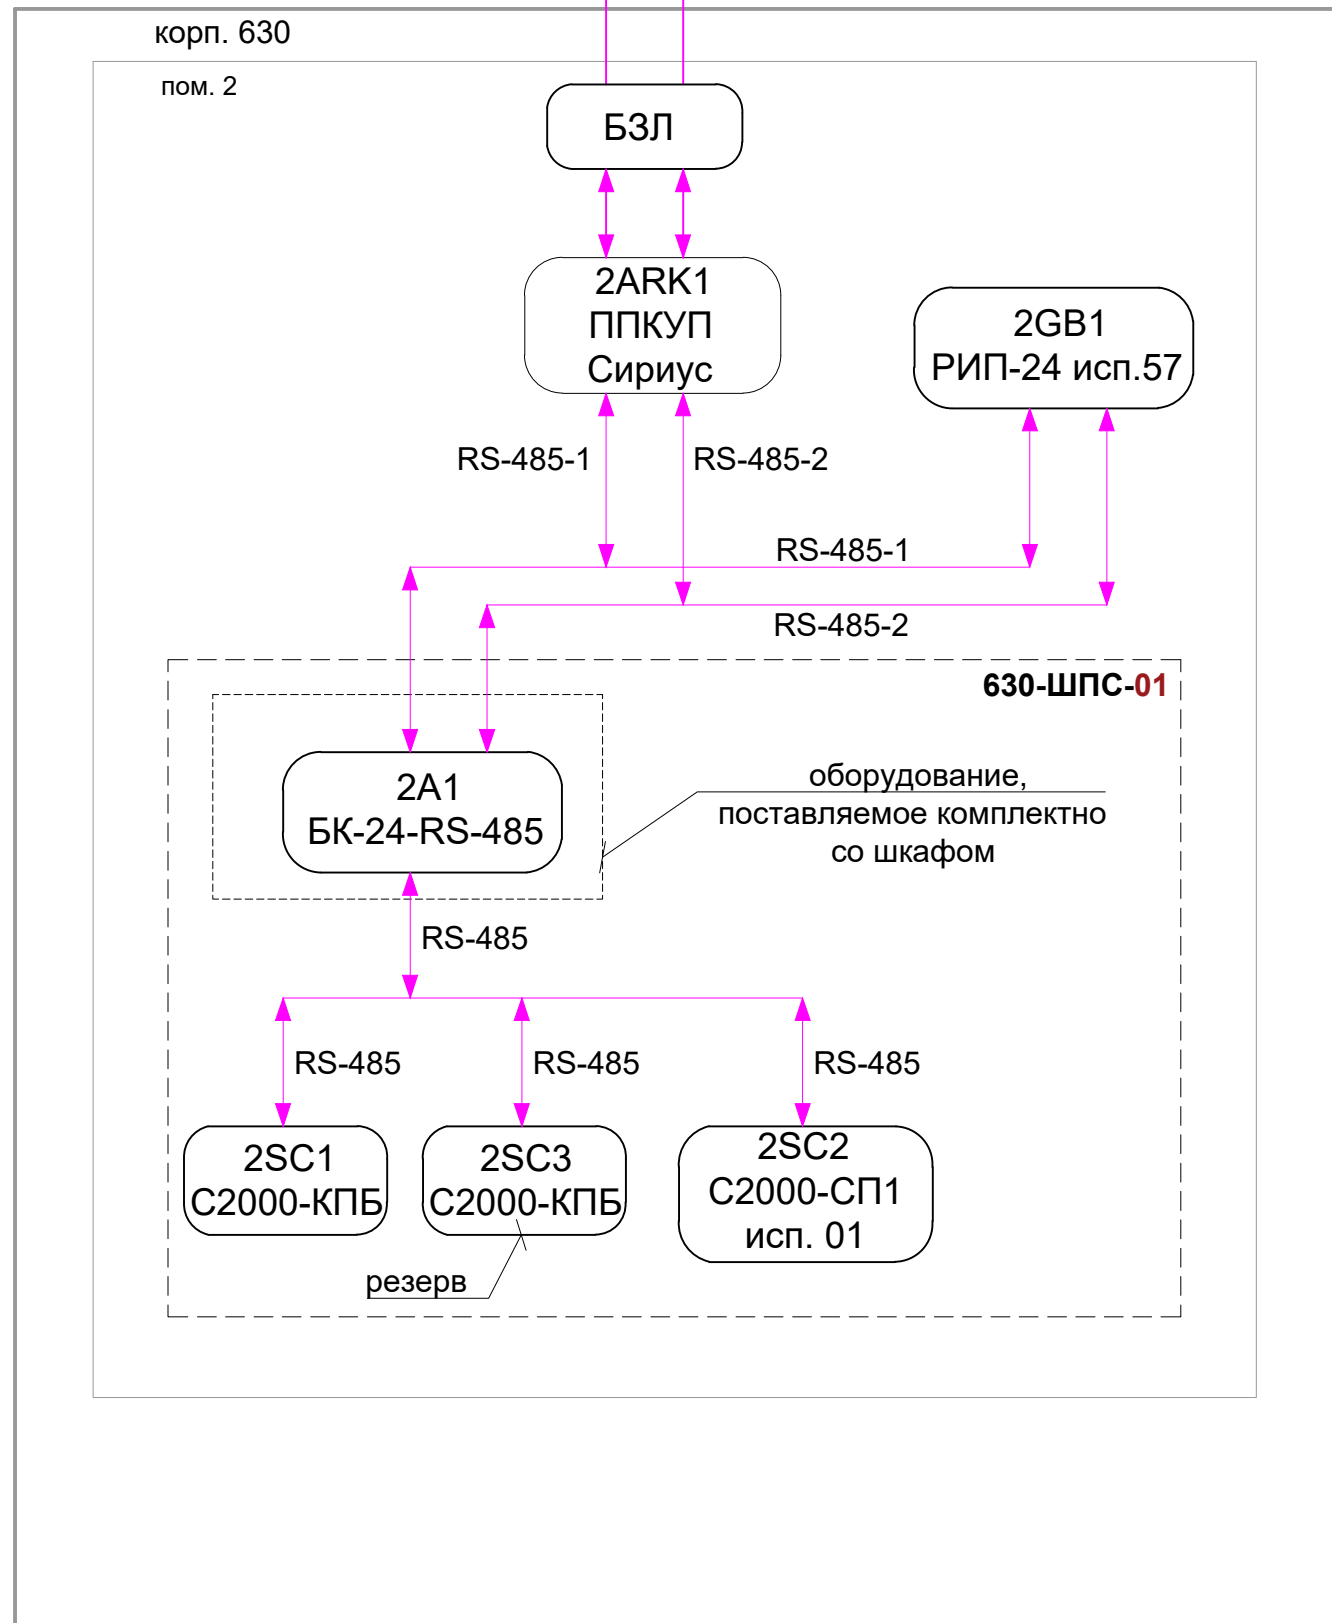 корп. 630
пом. 2
БЗЛ
2ARK1
ППКУП
Сириус
2GB1
РИП-24 исп.57
RS-485-1
RS-485-2
RS-485-1
RS-485-2
630-ШПС-01
2А1
БК-24-RS-485
оборудование,
поставляемое комплектно
со шкафом
RS-485
RS-485
RS-485
RS-485
2SC1
С2000-КПБ
2SC3
С2000-КПБ
2SC2
С2000-СП1
исп. 01
резерв